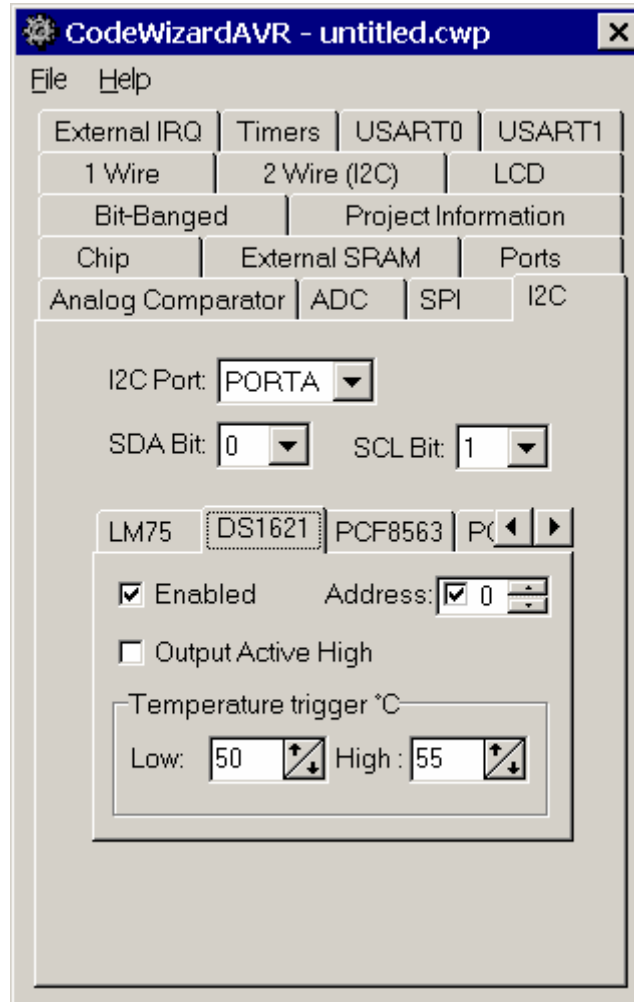 CodeWizardAVR - untitled.cwp
File Help
External IRQ Timers USART0 USART1
1 Wire 2 Wire (I2C) LCD
Bit-Banged Project Information
Chip External SRAM Ports
Analog Comparator ADC SPI I2C
I2C Port: PORTA
SDA Bit: 0 SCL Bit: 1
LM75 DS1621 PCF8563
Enabled Address: 0
Output Active High
Temperature trigger °C
Low: 50 High : 55